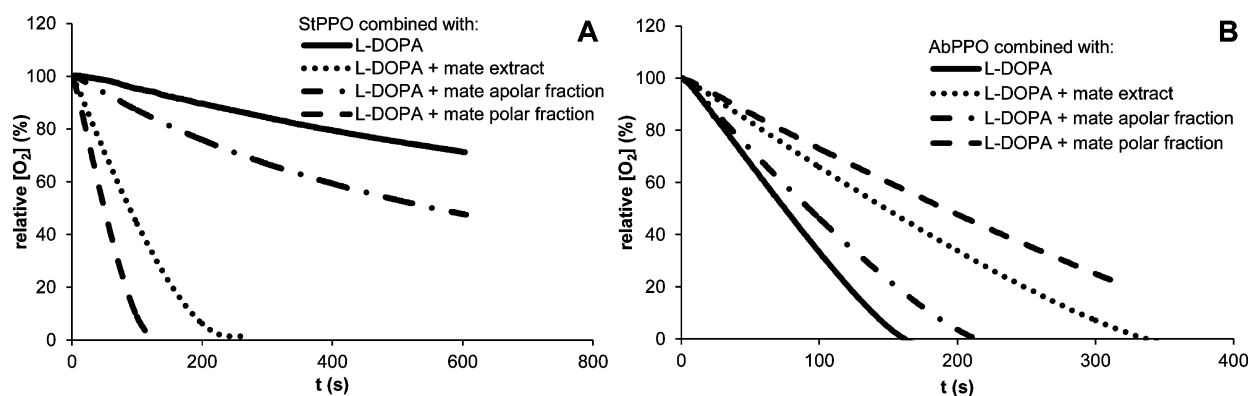 A
StPPO combined with:
L-DOPA
L-DOPA + mate extract
L-DOPA + mate apolar fraction
L-DOPA + mate polar fraction
relative [O₂] (%)
120
100
80
60
40
20
0
0 200 400 600 800
t (s)
B
AbPPO combined with:
L-DOPA
L-DOPA + mate extract
L-DOPA + mate apolar fraction
L-DOPA + mate polar fraction
relative [O₂] (%)
120
100
80
60
40
20
0
0 100 200 300 400
t (s)